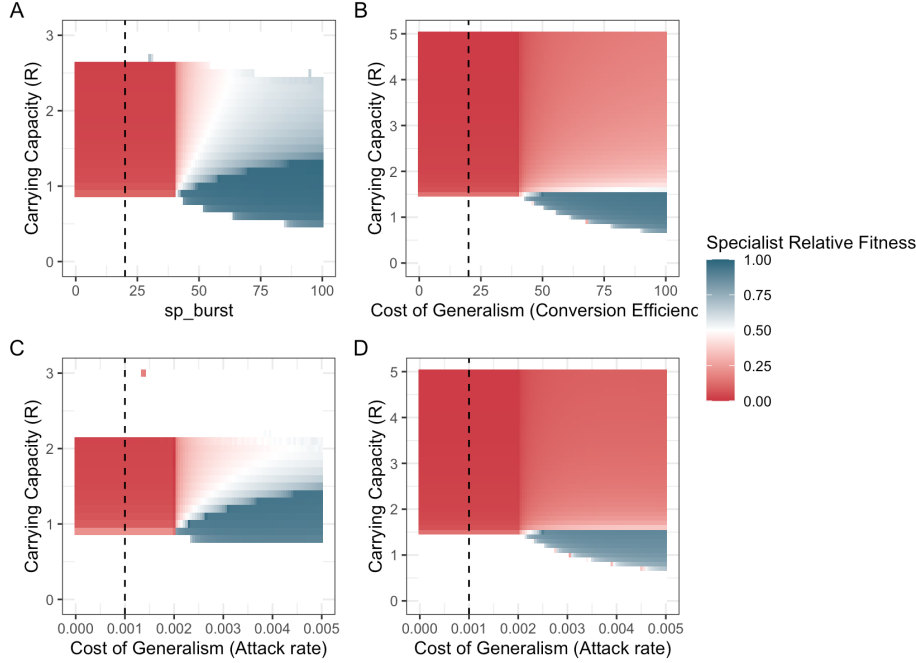 A
Carrying Capacity (R)
3
2
1
0
0 25 50 75 100
sp_burst
B
Carrying Capacity (R)
5
4
3
2
1
0
0 25 50 75 100
Cost of Generalism (Conversion Efficienc
Specialist Relative Fitness
1.00
0.75
0.50
0.25
0.00
C
Carrying Capacity (R)
3
2
1
0
0.000 0.001 0.002 0.003 0.004 0.005
Cost of Generalism (Attack rate)
D
Carrying Capacity (R)
5
4
3
2
1
0
0.000 0.001 0.002 0.003 0.004 0.005
Cost of Generalism (Attack rate)